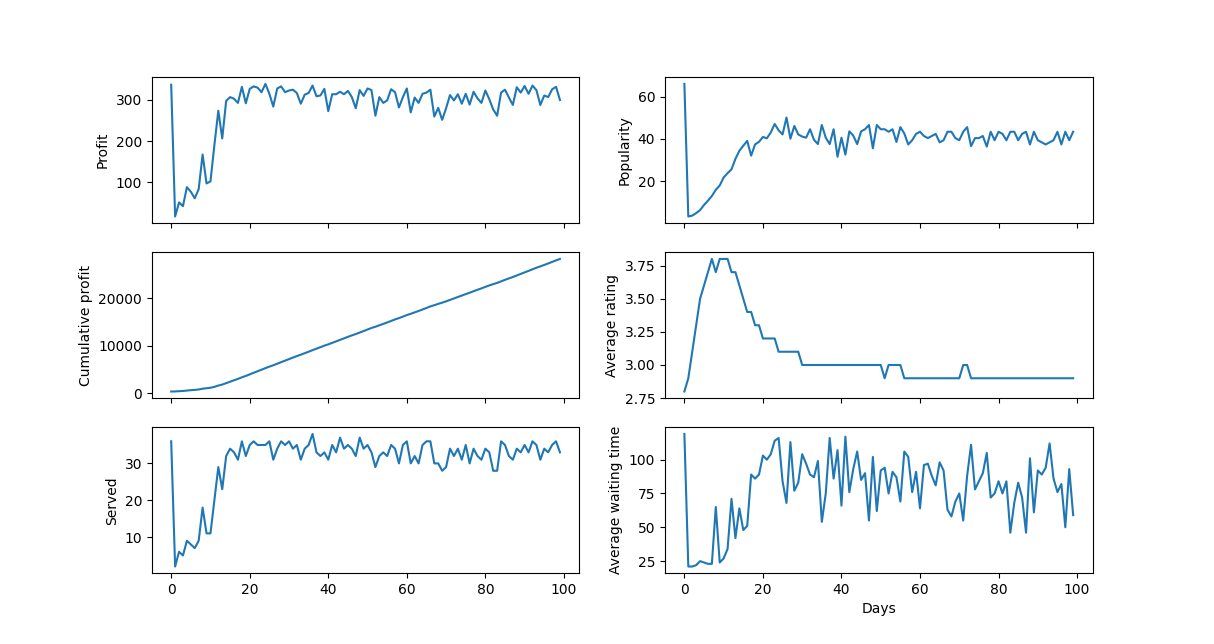 Profit
300
200
100
Popularity
60
40
20
Cumulative profit
20000
10000
0
Average rating
3.75
3.50
3.25
3.00
2.75
Served
30
20
10
0 20 40 60 80 100
Average waiting time
100
75
50
25
0 20 40 60 80 100
Days